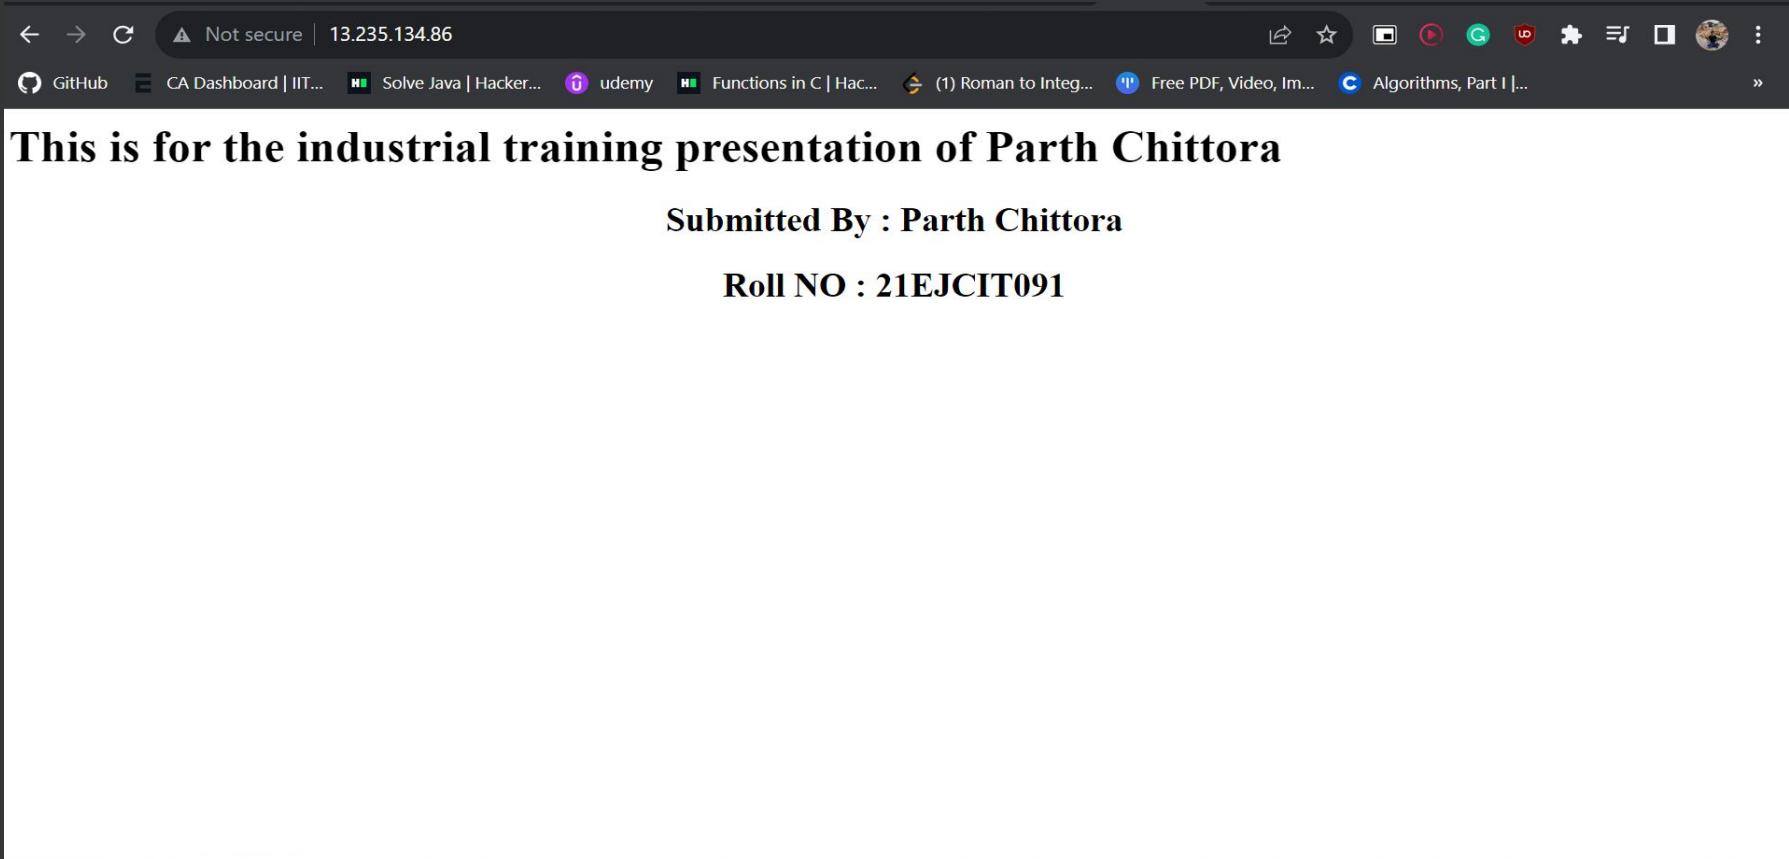 Not secure 13.235.134.86
GitHub CA Dashboard | IIT... Solve Java | Hacker... udemy Functions in C | Hac... (1) Roman to Integ... Free PDF, Video, Im... Algorithms, Part I |... »
This is for the industrial training presentation of Parth Chittora
Submitted By : Parth Chittora
Roll NO : 21EJCIT091